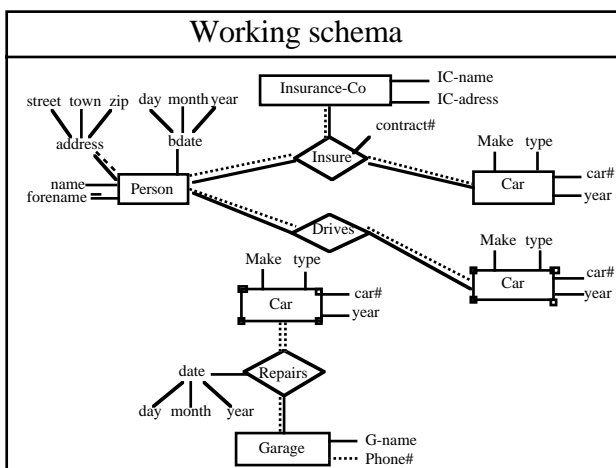 Working schema
street town zip
day month year
address
bdate
name
forename
Person
Insurance-Co
IC-name
IC-adress
contract#
Insure
Make type
Car
car#
year
Drives
Make type
Car
car#
year
Make type
Car
car#
year
date
Repairs
day month year
Garage
G-name
Phone#